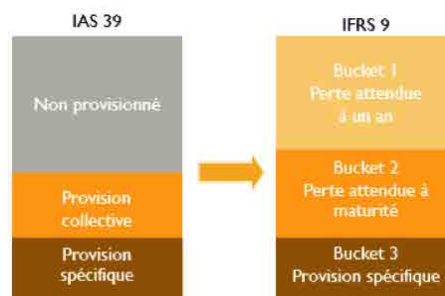 IAS 39
IFRS 9
Non provisionné
Provision
collective
Provision
spécifique
Bucket 1
Perte attendue
à un an
Bucket 2
Perte attendue à
maturité
Bucket 3
Provision spécifique